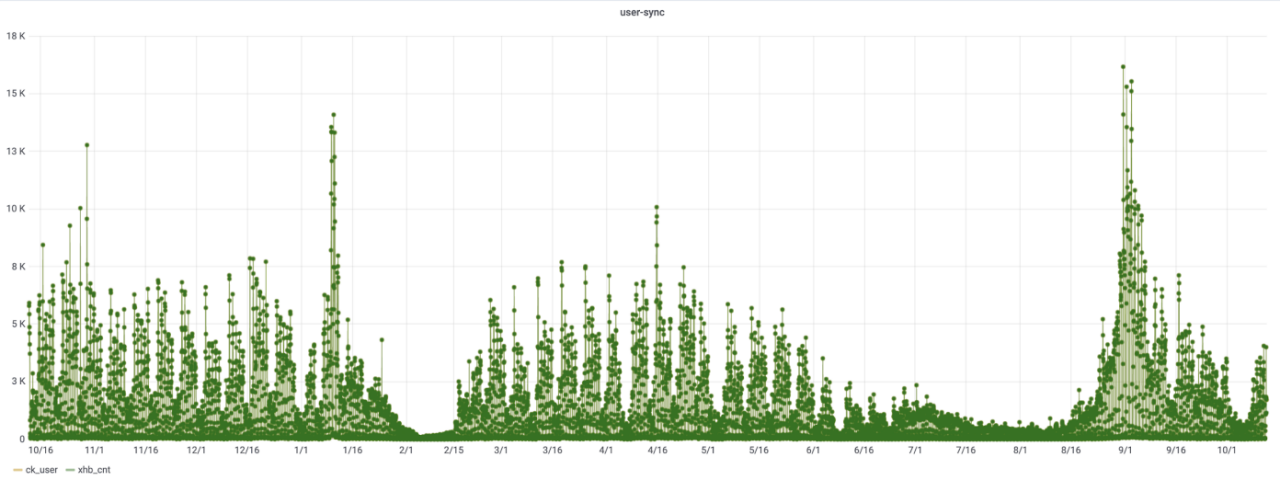 user-sync
18 K
15 K
13 K
10 K
8 K
5 K
3 K
0
10/16 11/1 11/16 12/1 12/16 1/1 1/16 2/1 2/15 3/1 3/16 4/1 4/16 5/1 5/16 6/1 6/16 7/1 7/16 8/1 8/16 9/1 9/16 10/1
ck_user xhb_cnt